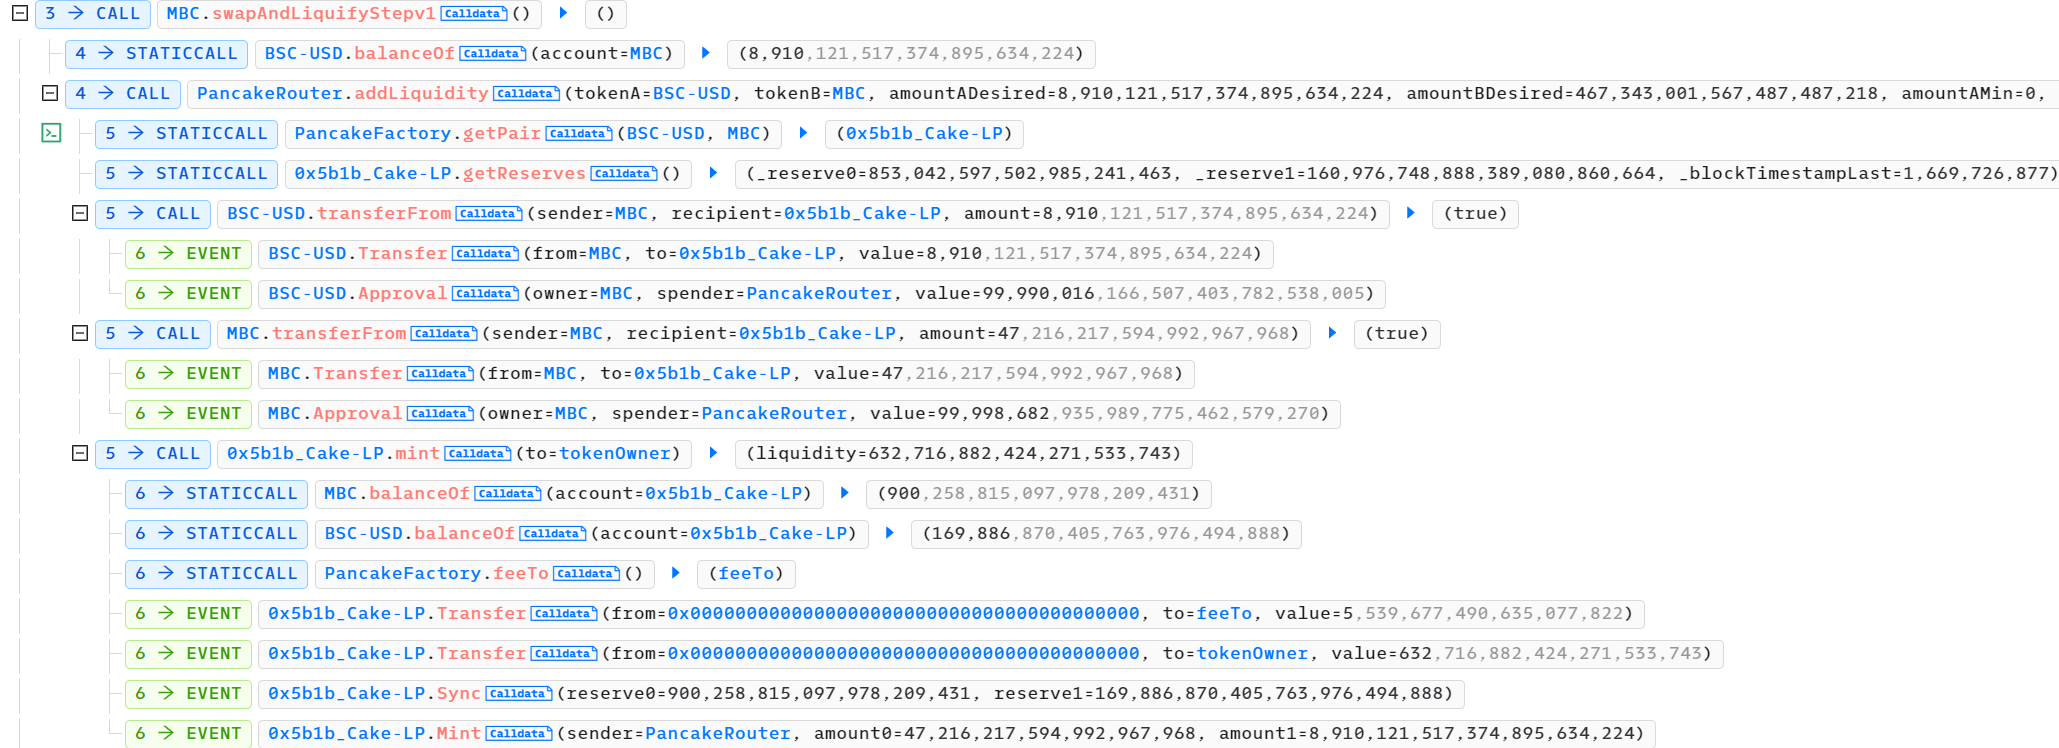 3 → CALL MBC.swapAndLiquifyStepv1 Calldata () ▶ ()
4 → STATICCALL BSC-USD.balanceOf Calldata (account=MBC) ▶ (8,910,121,517,374,895,634,224)
4 → CALL PancakeRouter.addLiquidity Calldata (tokenA=BSC-USD, tokenB=MBC, amountADesired=8,910,121,517,374,895,634,224, amountBDesired=467,343,001,567,487,487,218, amountAMin=0,
5 → STATICCALL PancakeFactory.getPair Calldata (BSC-USD, MBC) ▶ (0x5b1b_Cake-LP)
5 → STATICCALL 0x5b1b_Cake-LP.getReserves Calldata () ▶ (_reserve0=853,042,597,502,985,241,463, _reserve1=160,976,748,888,389,080,860,664, _blockTimestampLast=1,669,726,877)
5 → CALL BSC-USD.transferFrom Calldata (sender=MBC, recipient=0x5b1b_Cake-LP, amount=8,910,121,517,374,895,634,224) ▶ (true)
6 → EVENT BSC-USD.Transfer Calldata (from=MBC, to=0x5b1b_Cake-LP, value=8,910,121,517,374,895,634,224)
6 → EVENT BSC-USD.Approval Calldata (owner=MBC, spender=PancakeRouter, value=99,990,016,166,507,403,782,538,005)
5 → CALL MBC.transferFrom Calldata (sender=MBC, recipient=0x5b1b_Cake-LP, amount=47,216,217,594,992,967,968) ▶ (true)
6 → EVENT MBC.Transfer Calldata (from=MBC, to=0x5b1b_Cake-LP, value=47,216,217,594,992,967,968)
6 → EVENT MBC.Approval Calldata (owner=MBC, spender=PancakeRouter, value=99,998,682,935,989,775,462,579,270)
5 → CALL 0x5b1b_Cake-LP.mint Calldata (to=tokenOwner) ▶ (liquidity=632,716,882,424,271,533,743)
6 → STATICCALL MBC.balanceOf Calldata (account=0x5b1b_Cake-LP) ▶ (900,258,815,097,978,209,431)
6 → STATICCALL BSC-USD.balanceOf Calldata (account=0x5b1b_Cake-LP) ▶ (169,886,870,405,763,976,494,888)
6 → STATICCALL PancakeFactory.feeTo Calldata () ▶ (feeTo)
6 → EVENT 0x5b1b_Cake-LP.Transfer Calldata (from=0x0000000000000000000000000000000000000000, to=feeTo, value=5,539,677,490,635,077,822)
6 → EVENT 0x5b1b_Cake-LP.Transfer Calldata (from=0x0000000000000000000000000000000000000000, to=tokenOwner, value=632,716,882,424,271,533,743)
6 → EVENT 0x5b1b_Cake-LP.Sync Calldata (reserve0=900,258,815,097,978,209,431, reserve1=169,886,870,405,763,976,494,888)
6 → EVENT 0x5b1b_Cake-LP.Mint Calldata (sender=PancakeRouter, amount0=47,216,217,594,992,967,968, amount1=8,910,121,517,374,895,634,224)